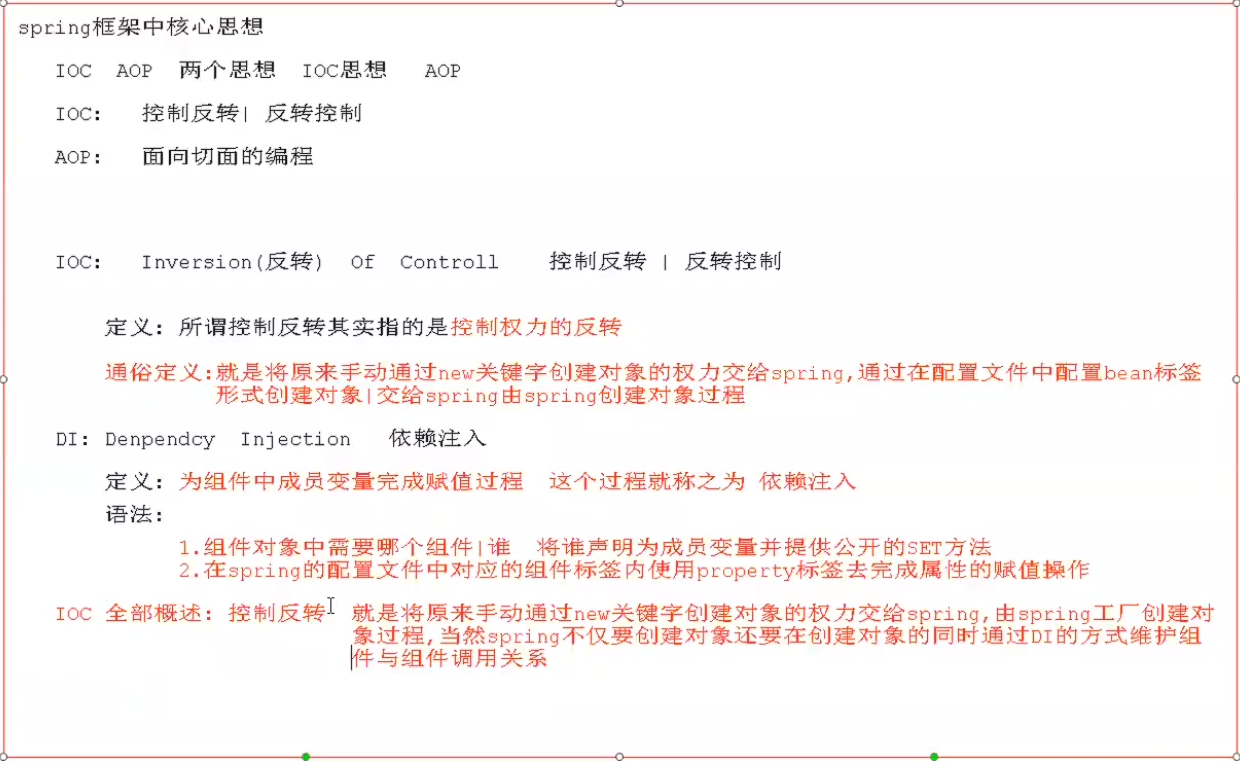 spring框架中核心思想
IOC AOP 两个思想 IOC思想 AOP
IOC: 控制反转| 反转控制
AOP: 面向切面的编程
IOC: Inversion(反转) Of Controll 控制反转 | 反转控制
定义: 所谓控制反转其实指的是控制权力的反转
通俗定义:就是将原来手动通过new关键字创建对象的权力交给spring,通过在配置文件中配置bean标签
形式创建对象|交给spring由spring创建对象过程
DI: Denpendcy Injection 依赖注入
定义: 为组件中成员变量完成赋值过程 这个过程就称之为 依赖注入
语法:
1.组件对象中需要哪个组件|谁 将谁声明为成员变量并提供公开的SET方法
2.在spring的配置文件中对应的组件标签内使用property标签去完成属性的赋值操作
IOC 全部概述: 控制反转 就是将原来手动通过new关键字创建对象的权力交给spring,由spring工厂创建对
象过程,当然spring不仅要创建对象还要在创建对象的同时通过DI的方式维护组
件与组件调用关系